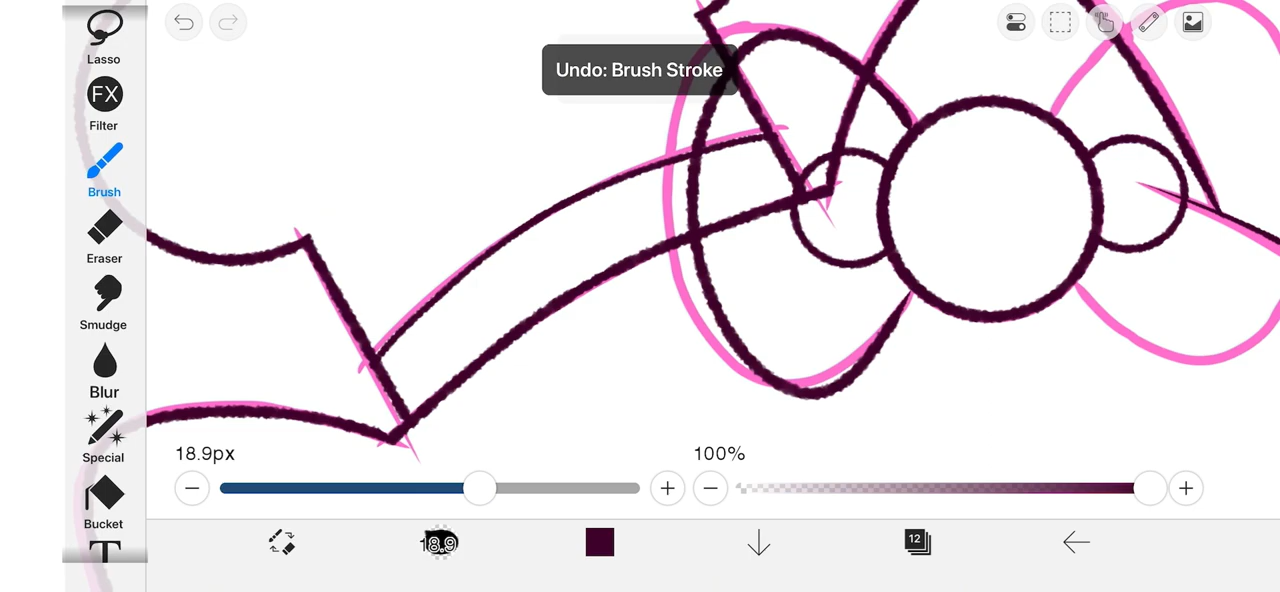 Lasso
FX
Filter
Brush
Eraser
Smudge
Blur
Special
Bucket
T
Undo: Brush Stroke
18.9px
100%
18.9
12